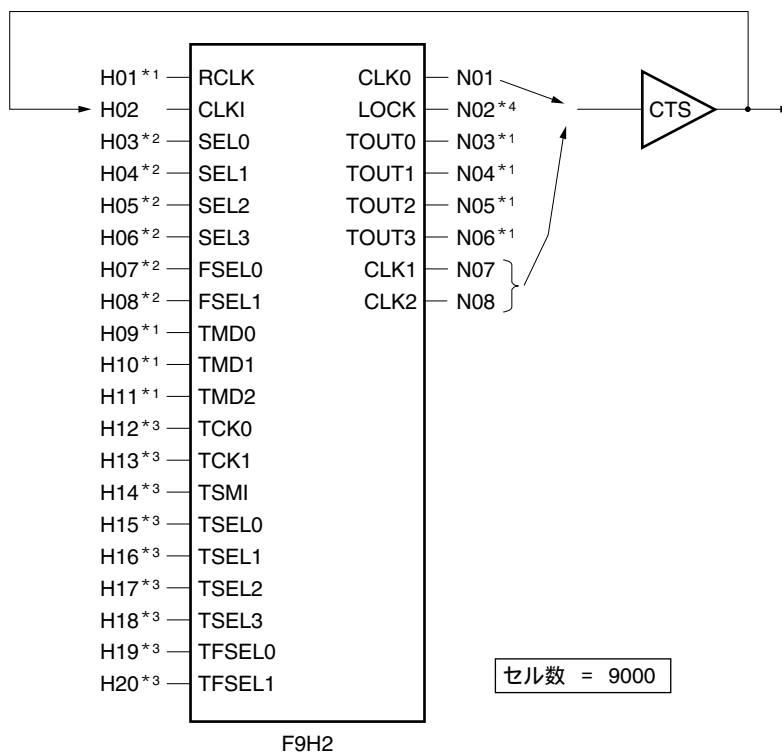 H01*1 RCLK CLK0 N01
H02 CLKI LOCK N02*4 CTS
H03*2 SEL0 TOUT0 N03*1
H04*2 SEL1 TOUT1 N04*1
H05*2 SEL2 TOUT2 N05*1
H06*2 SEL3 TOUT3 N06*1
H07*2 FSEL0 CLK1 N07
H08*2 FSEL1 CLK2 N08
H09*1 TMD0
H10*1 TMD1
H11*1 TMD2
H12*3 TCK0
H13*3 TCK1
H14*3 TSMI
H15*3 TSEL0
H16*3 TSEL1
H17*3 TSEL2
H18*3 TSEL3
H19*3 TFSEL0
H20*3 TFSEL1
セル数 = 9000
F9H2